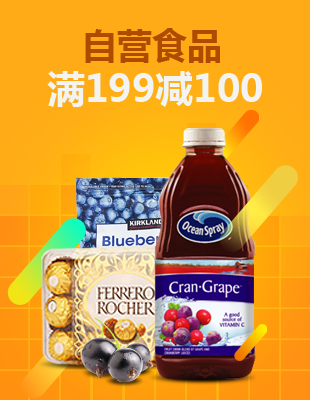 自营食品
满199减100
KIRKLAND
Blueber
Ocean Spray
Cran·Grape
A good
source of
VITAMIN C
FERRERO
ROCHER